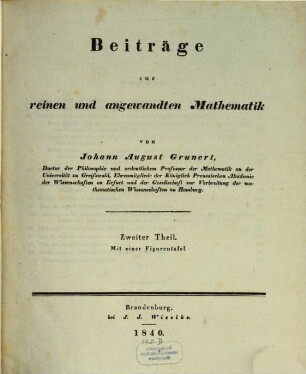 Beiträge
zur
reinen und angewandten Mathematik
von
Johann August Grunert,
Doctor der Philosophie und ordentlichem Professor der Mathematik an der
Universität zu Greifswald, Ehrenmitgliede der Königlich Preussischen Akademie
der Wissenschaften zu Erfurt und der Gesellschaft zur Verbreitung der ma-
thematischen Wissenschaften zu Hamburg.
Zweiter Theil.
Mit einer Figurentafel.
Brandenburg,
bei J. J. Wiesike.
1840.